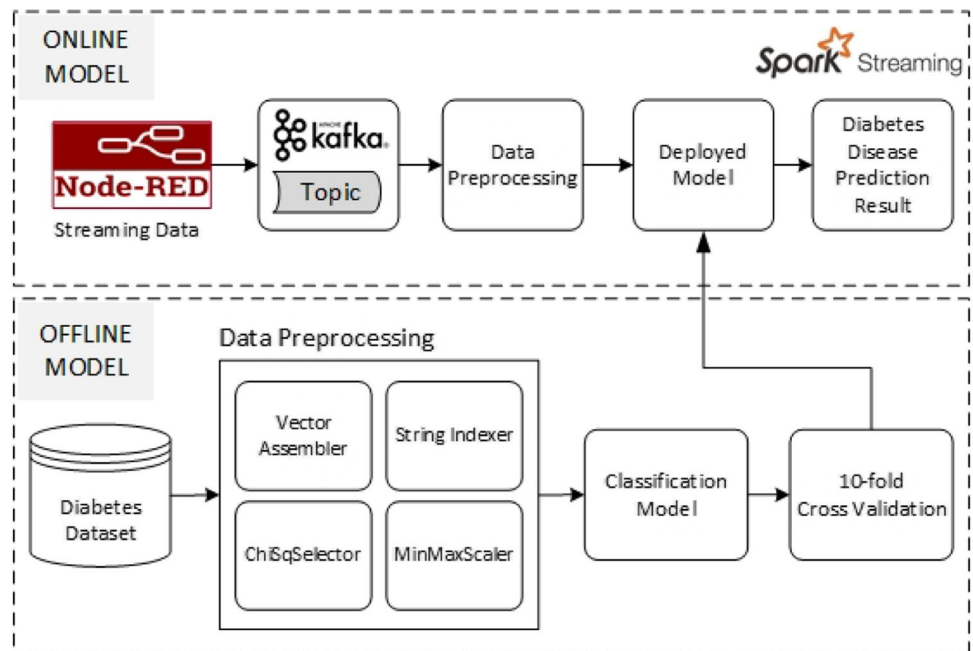 ONLINE
MODEL
Spark Streaming
Node-RED
Streaming Data
APACHE
kafka®
Topic
Data
Preprocessing
Deployed
Model
Diabetes
Disease
Prediction
Result
OFFLINE
MODEL
Data Preprocessing
Diabetes
Dataset
Vector
Assembler
String Indexer
ChiSqSelector
MinMaxScaler
Classification
Model
10-fold
Cross Validation